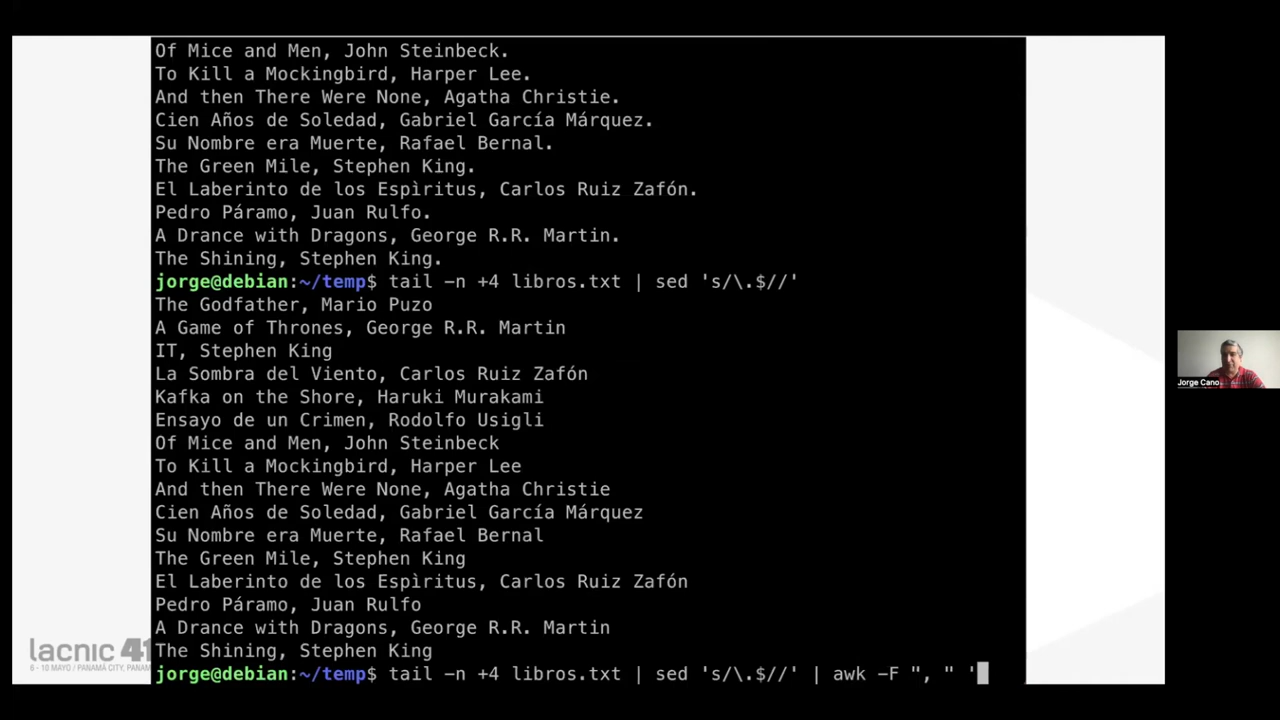 Of Mice and Men, John Steinbeck.
To Kill a Mockingbird, Harper Lee.
And then There Were None, Agatha Christie.
Cien Años de Soledad, Gabriel García Márquez.
Su Nombre era Muerte, Rafael Bernal.
The Green Mile, Stephen King.
El Laberinto de los Espìritus, Carlos Ruiz Zafón.
Pedro Páramo, Juan Rulfo.
A Drance with Dragons, George R.R. Martin.
The Shining, Stephen King.
jorge@debian:~/temp$ tail -n +4 libros.txt | sed 's/\.$//'
The Godfather, Mario Puzo
A Game of Thrones, George R.R. Martin
IT, Stephen King
La Sombra del Viento, Carlos Ruiz Zafón
Kafka on the Shore, Haruki Murakami
Ensayo de un Crimen, Rodolfo Usigli
Of Mice and Men, John Steinbeck
To Kill a Mockingbird, Harper Lee
And then There Were None, Agatha Christie
Cien Años de Soledad, Gabriel García Márquez
Su Nombre era Muerte, Rafael Bernal
The Green Mile, Stephen King
El Laberinto de los Espìritus, Carlos Ruiz Zafón
Pedro Páramo, Juan Rulfo
A Drance with Dragons, George R.R. Martin
The Shining, Stephen King
jorge@debian:~/temp$ tail -n +4 libros.txt | sed 's/\.$//' | awk -F ", " '
lacnic 41
6 - 10 MAYO / PANAMÁ CITY, PANAM
Jorge Cano